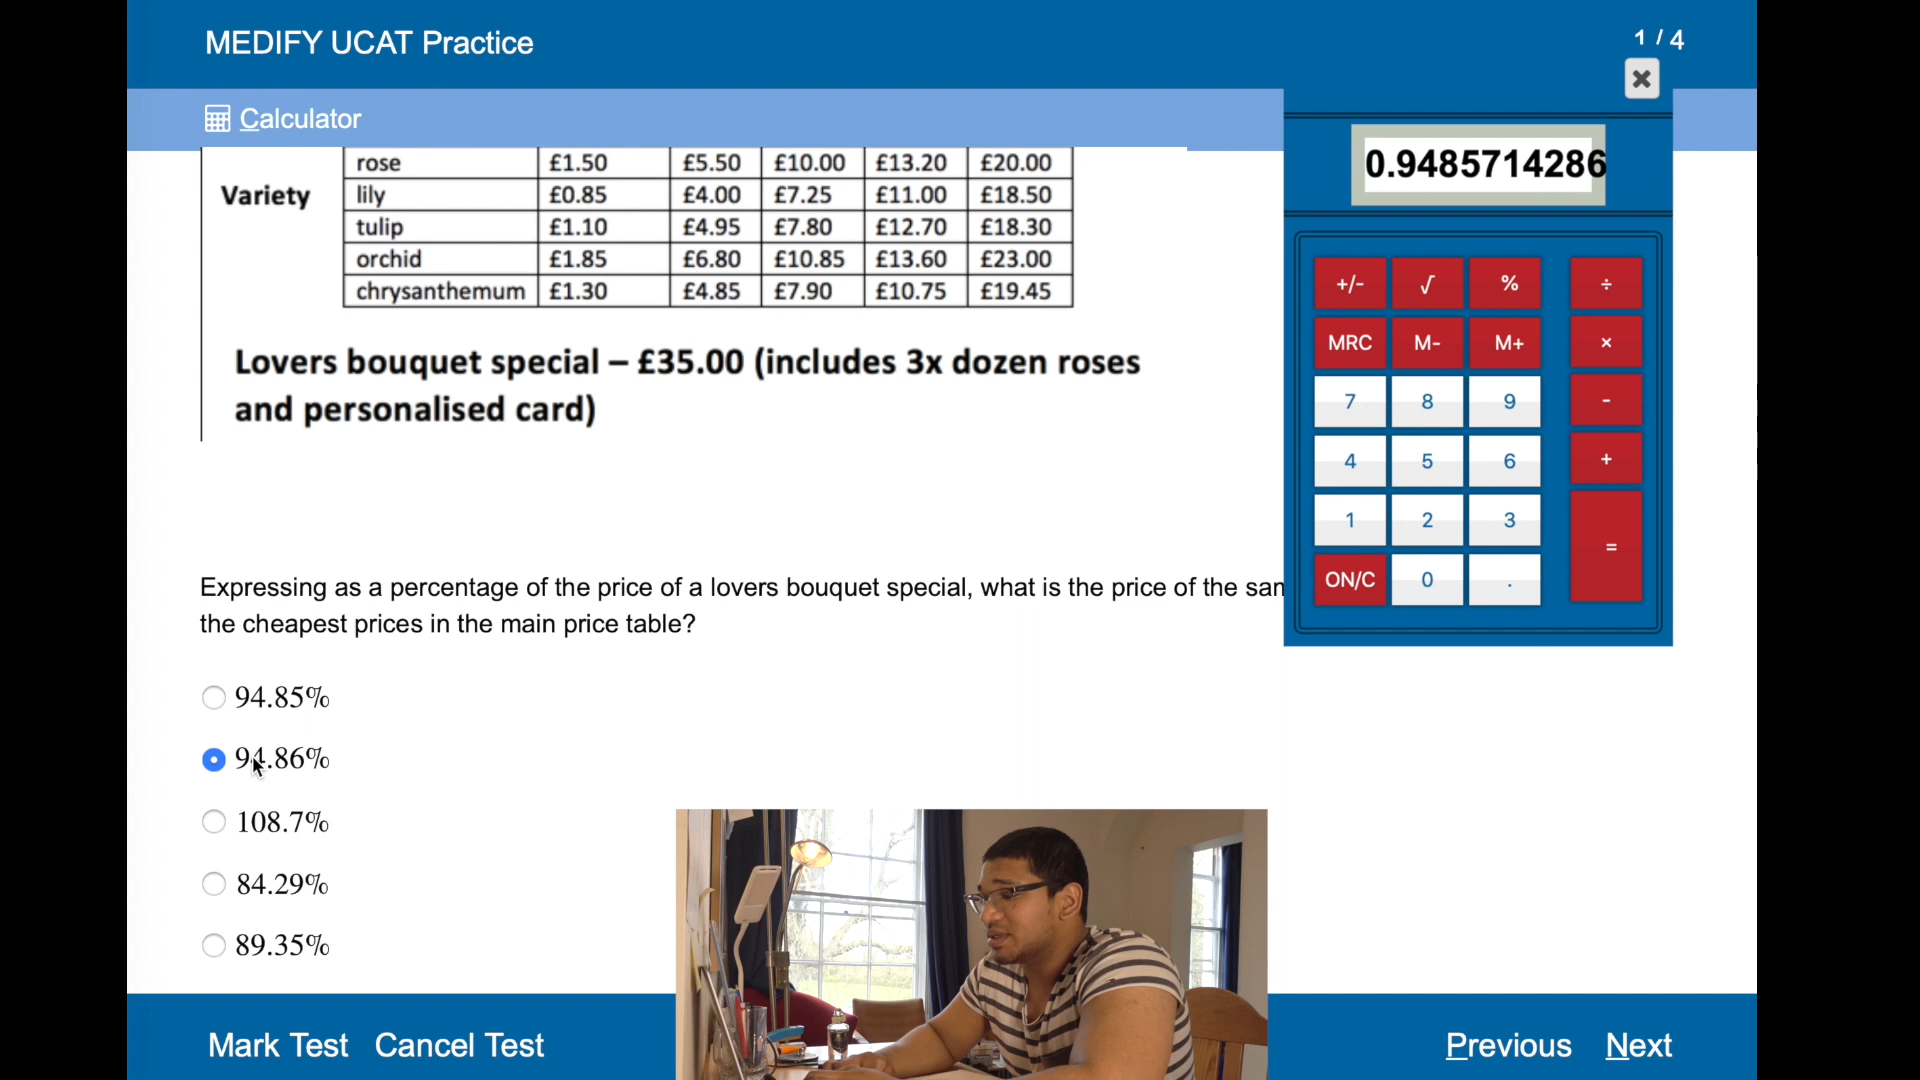 MEDIFY UCAT Practice
1 / 4
Calculator
0.9485714286
rose £1.50 £5.50 £10.00 £13.20 £20.00
Variety lily £0.85 £4.00 £7.25 £11.00 £18.50
tulip £1.10 £4.95 £7.80 £12.70 £18.30
orchid £1.85 £6.80 £10.85 £13.60 £23.00
chrysanthemum £1.30 £4.85 £7.90 £10.75 £19.45
Lovers bouquet special – £35.00 (includes 3x dozen roses
and personalised card)
+/- √ % ÷
MRC M- M+ ×
7 8 9 -
4 5 6 +
1 2 3 =
ON/C 0 .
Expressing as a percentage of the price of a lovers bouquet special, what is the price of the
the cheapest prices in the main price table?
94.85%
94.86%
108.7%
84.29%
89.35%
Mark Test Cancel Test
Previous Next